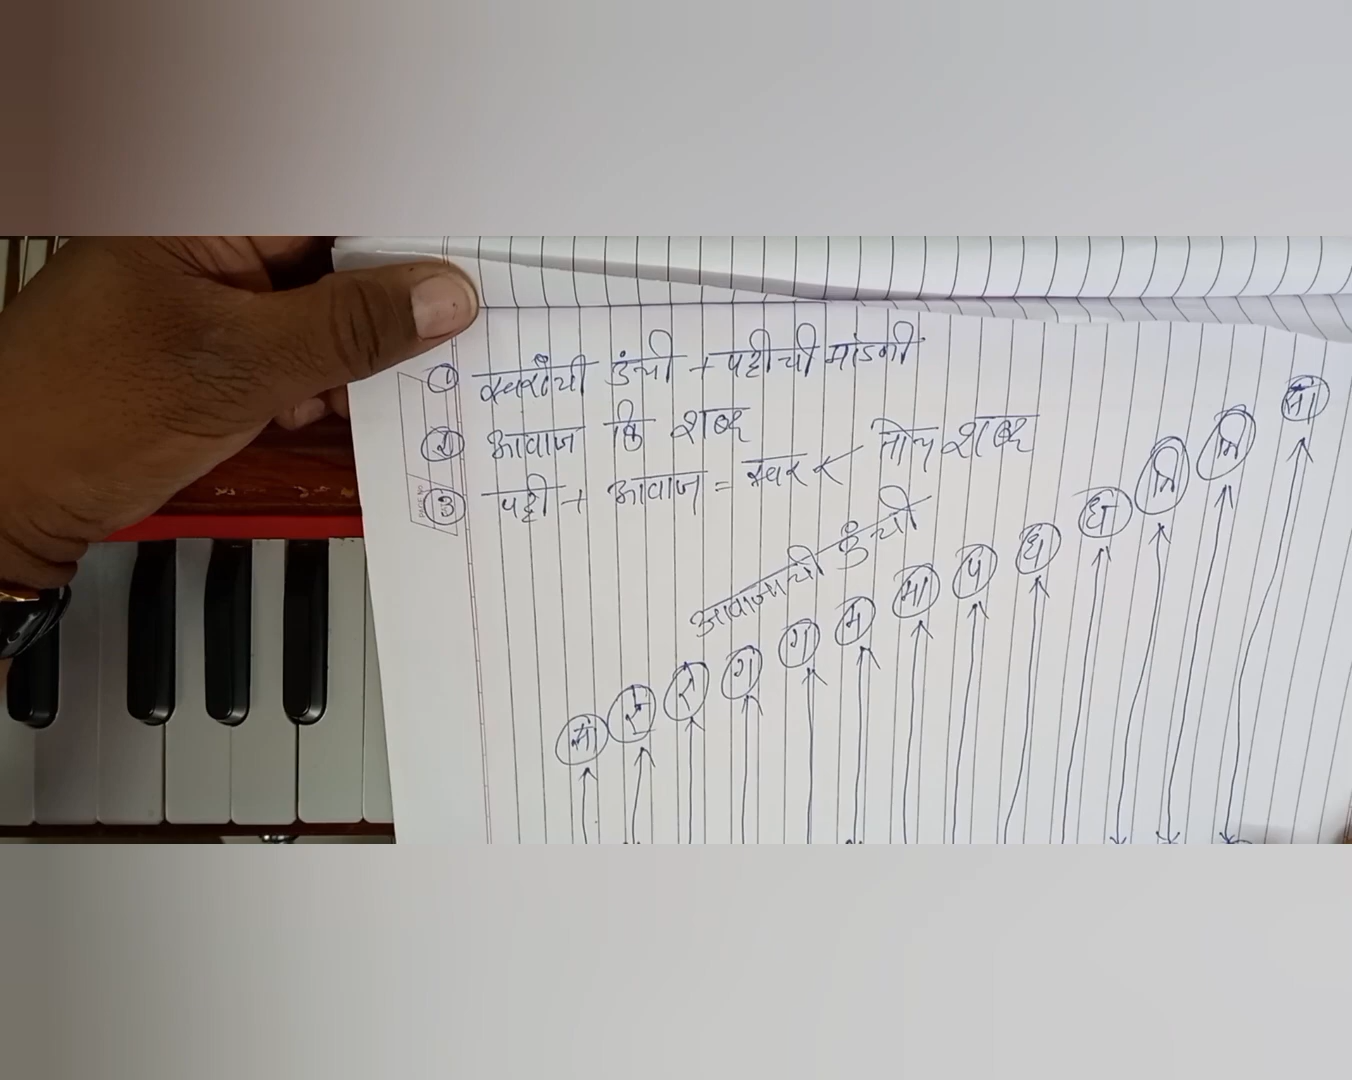 ① स्वरांची उंची + पट्टीची मांडणी
② आवाज कि शब्द
③ पट्टी + आवाज = स्वर < तोच शब्द
आवाजाची उंची
सा रे रे ग ग म मा प ध ध नि नि सां